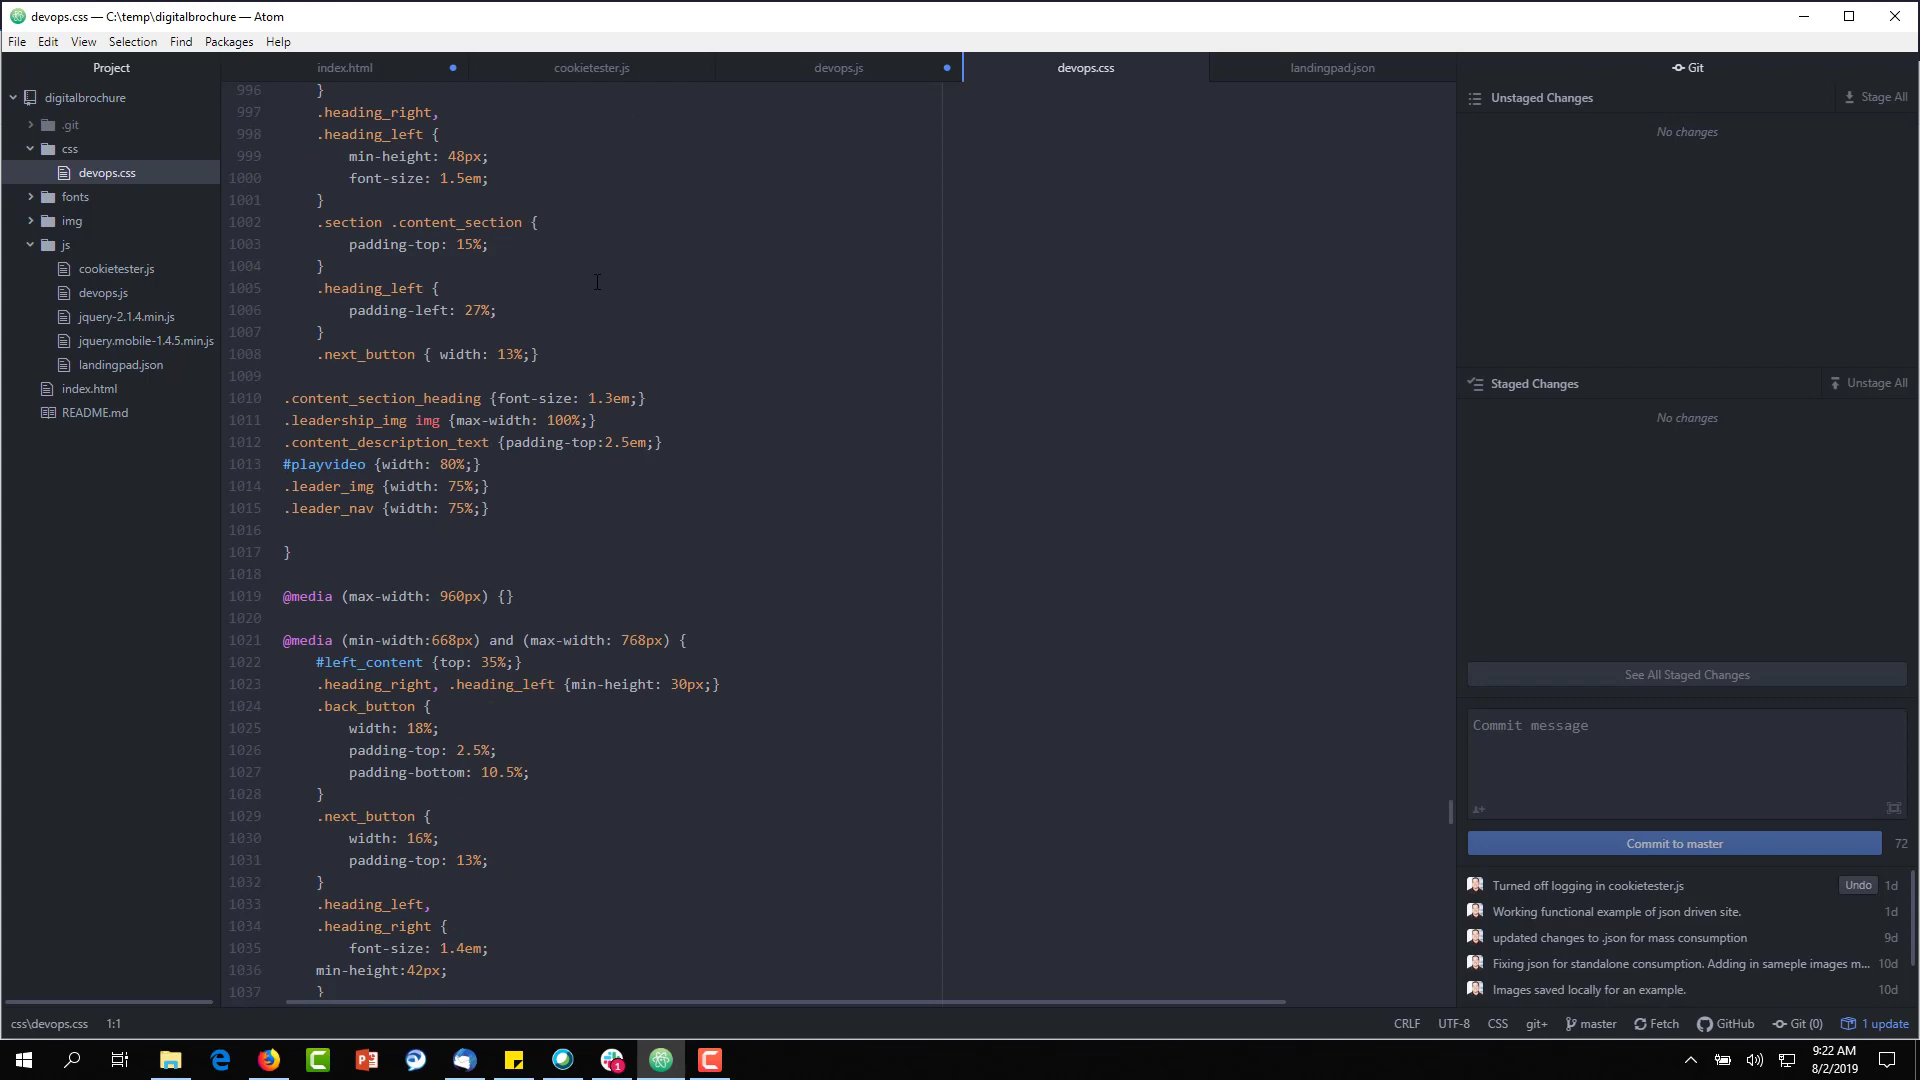 devops.css — C:\temp\digitalbrochure — Atom
File Edit View Selection Find Packages Help
Project
digitalbrochure
.git
css
devops.css
fonts
img
js
cookietester.js
devops.js
jquery-2.1.4.min.js
jquery.mobile-1.4.5.min.js
landingpad.json
index.html
README.md
index.html cookietester.js devops.js devops.css landingpad.json
996 }
997 .heading_right,
998 .heading_left {
999 min-height: 48px;
1000 font-size: 1.5em;
1001 }
1002 .section .content_section {
1003 padding-top: 15%;
1004 }
1005 .heading_left {
1006 padding-left: 27%;
1007 }
1008 .next_button { width: 13%;}
1009
1010 .content_section_heading {font-size: 1.3em;}
1011 .leadership_img img {max-width: 100%;}
1012 .content_description_text {padding-top:2.5em;}
1013 #playvideo {width: 80%;}
1014 .leader_img {width: 75%;}
1015 .leader_nav {width: 75%;}
1016
1017 }
1018
1019 @media (max-width: 960px) {}
1020
1021 @media (min-width:668px) and (max-width: 768px) {
1022 #left_content {top: 35%;}
1023 .heading_right, .heading_left {min-height: 30px;}
1024 .back_button {
1025 width: 18%;
1026 padding-top: 2.5%;
1027 padding-bottom: 10.5%;
1028 }
1029 .next_button {
1030 width: 16%;
1031 padding-top: 13%;
1032 }
1033 .heading_left,
1034 .heading_right {
1035 font-size: 1.4em;
1036 min-height:42px;
1037 }
Git
Unstaged Changes Stage All
No changes
Staged Changes Unstage All
No changes
See All Staged Changes
Commit message
Commit to master 72
Turned off logging in cookietester.js Undo 1d
Working functional example of json driven site. 1d
updated changes to .json for mass consumption 9d
Fixing json for standalone consumption. Adding in sameple images m... 10d
Images saved locally for an example. 10d
css\devops.css 1:1 CRLF UTF-8 CSS git+ master Fetch GitHub Git (0) 1 update
1
9:22 AM
8/2/2019